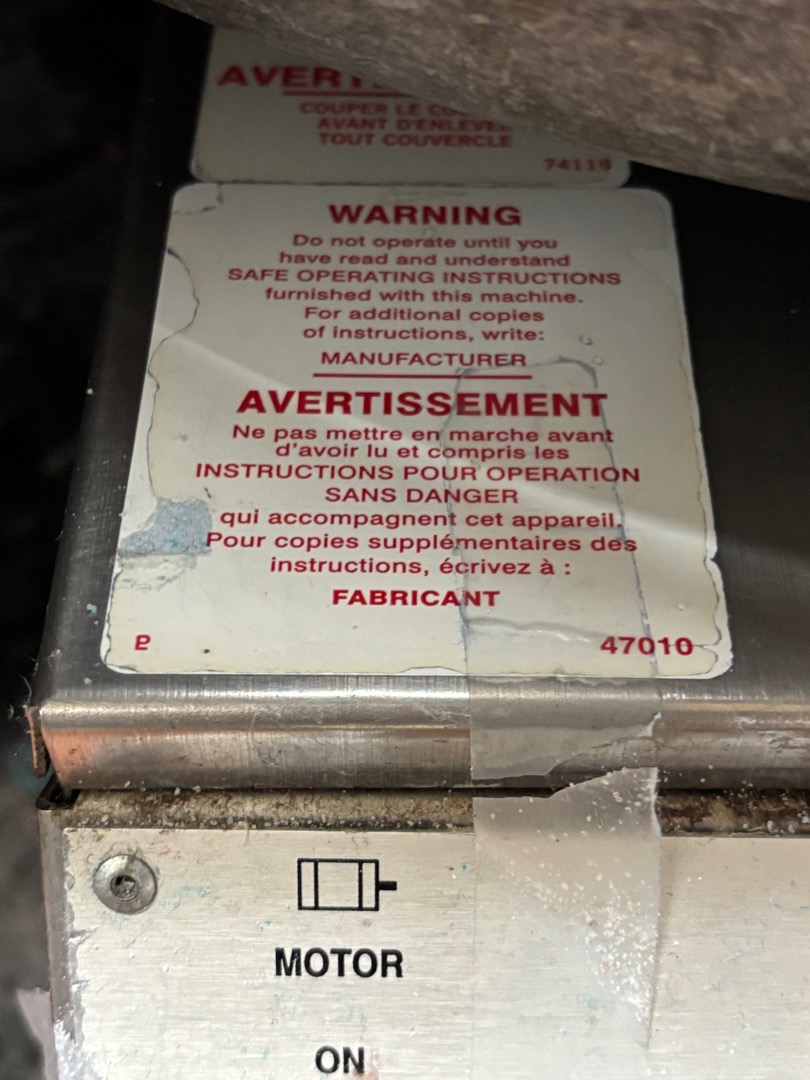 COUPER LE
AVANT D'ENLEVER
TOUT COUVERCLE
74119
WARNING
Do not operate until you
have read and understand
SAFE OPERATING INSTRUCTIONS
furnished with this machine.
For additional copies
of instructions, write:
MANUFACTURER
AVERTISSEMENT
Ne pas mettre en marche avant
d'avoir lu et compris les
INSTRUCTIONS POUR OPERATION
SANS DANGER
qui accompagnent cet appareil.
Pour copies supplémentaires des
instructions, écrivez à :
FABRICANT
47010
MOTOR
ON